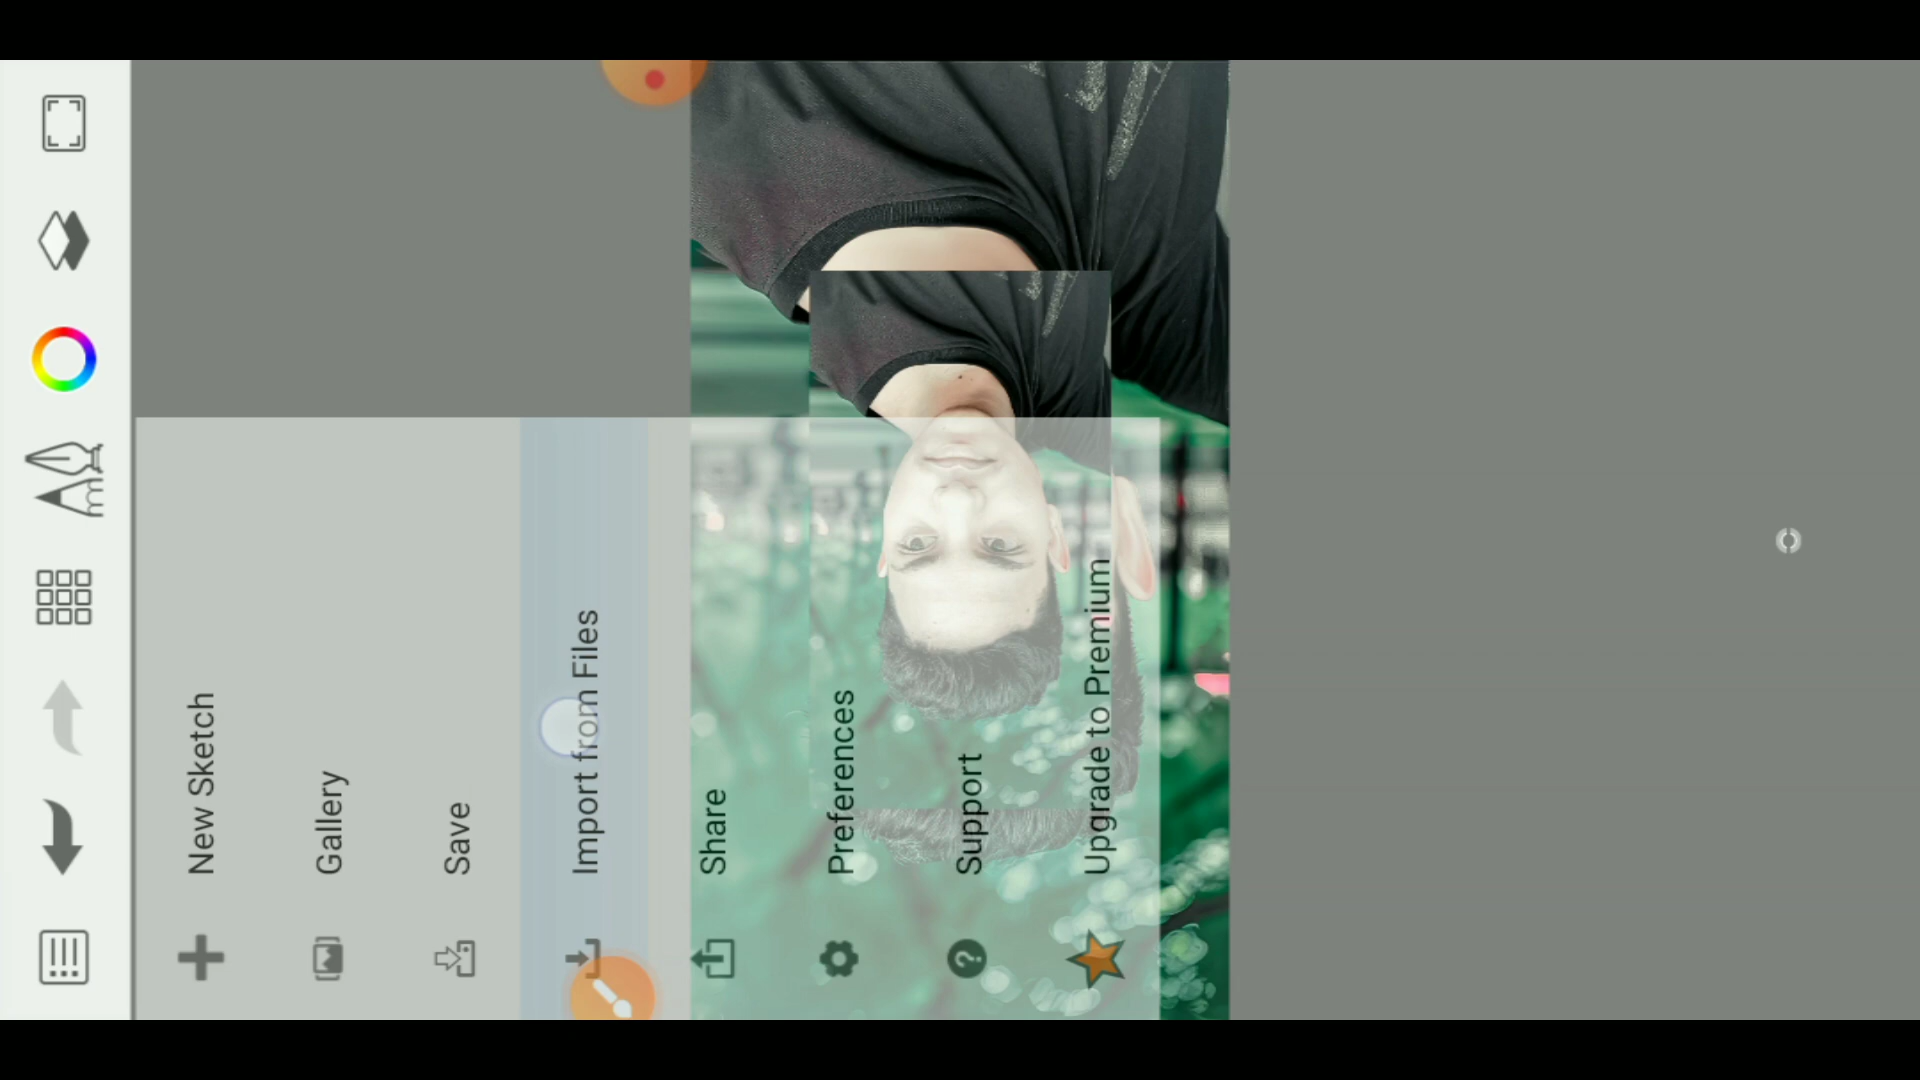 New Sketch
Gallery
Save
Import from Files
Share
Preferences
Support
Upgrade to Premium